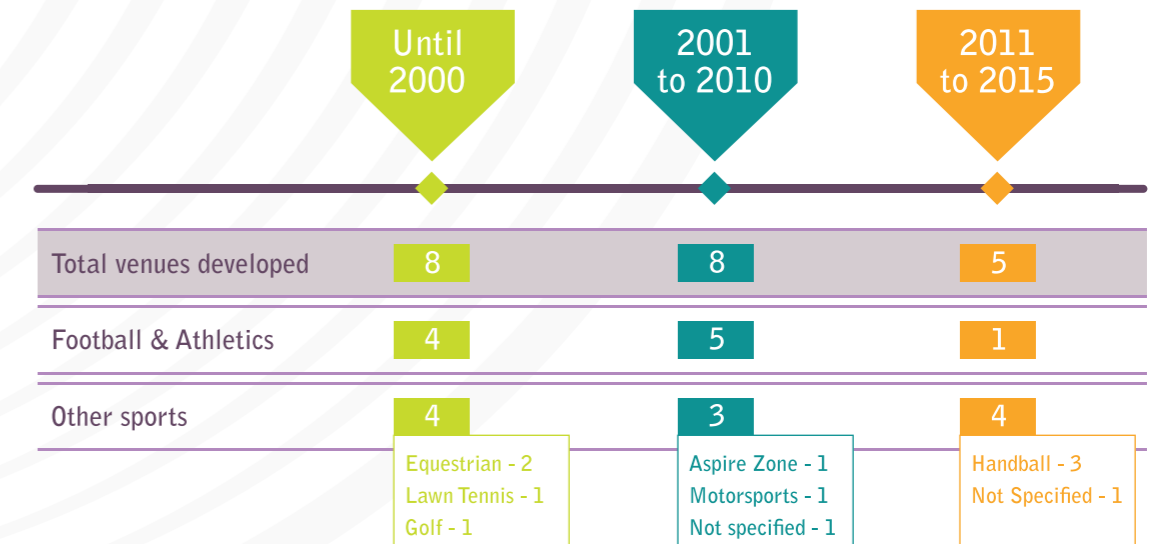 Until
2000
2001
to 2010
2011
to 2015
Total venues developed 8 8 5
Football & Athletics 4 5 1
Other sports 4 3 4
Equestrian - 2
Lawn Tennis - 1
Golf - 1
Aspire Zone - 1
Motorsports - 1
Not specified - 1
Handball - 3
Not Specified - 1